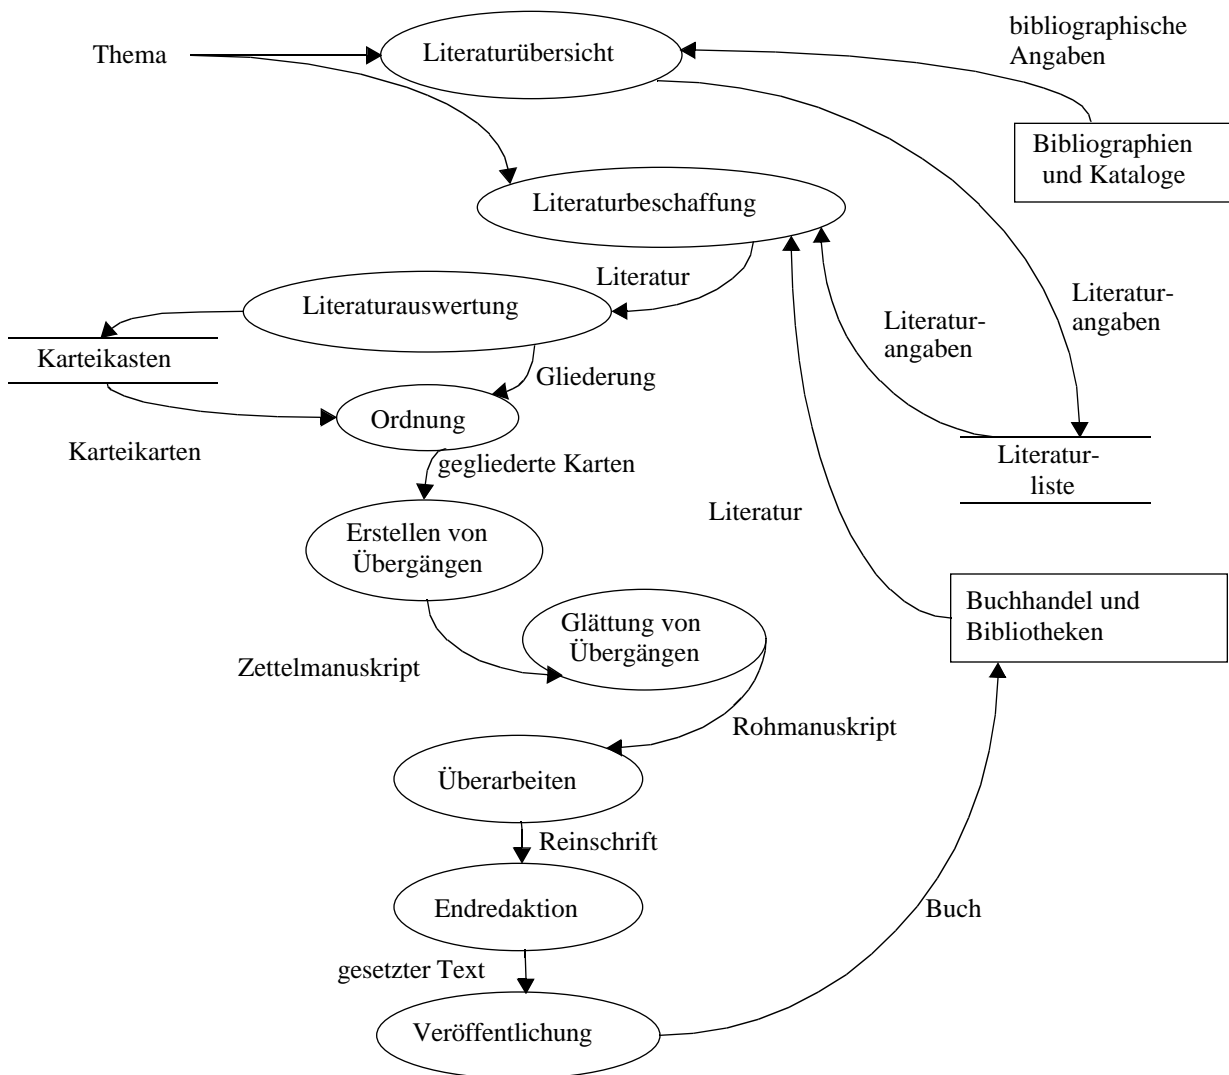 Thema
Literaturübersicht
bibliographische
Angaben
Bibliographien
und Kataloge
Literaturbeschaffung
Literatur
Literaturauswertung
Literatur-
angaben
Literatur-
angaben
Karteikasten
Gliederung
Ordnung
Karteikarten
gegliederte Karten
Literatur-
liste
Literatur
Erstellen von
Übergängen
Buchhandel und
Bibliotheken
Glättung von
Übergängen
Zettelmanuskript
Rohmanuskript
Überarbeiten
Reinschrift
Endredaktion
Buch
gesetzter Text
Veröffentlichung